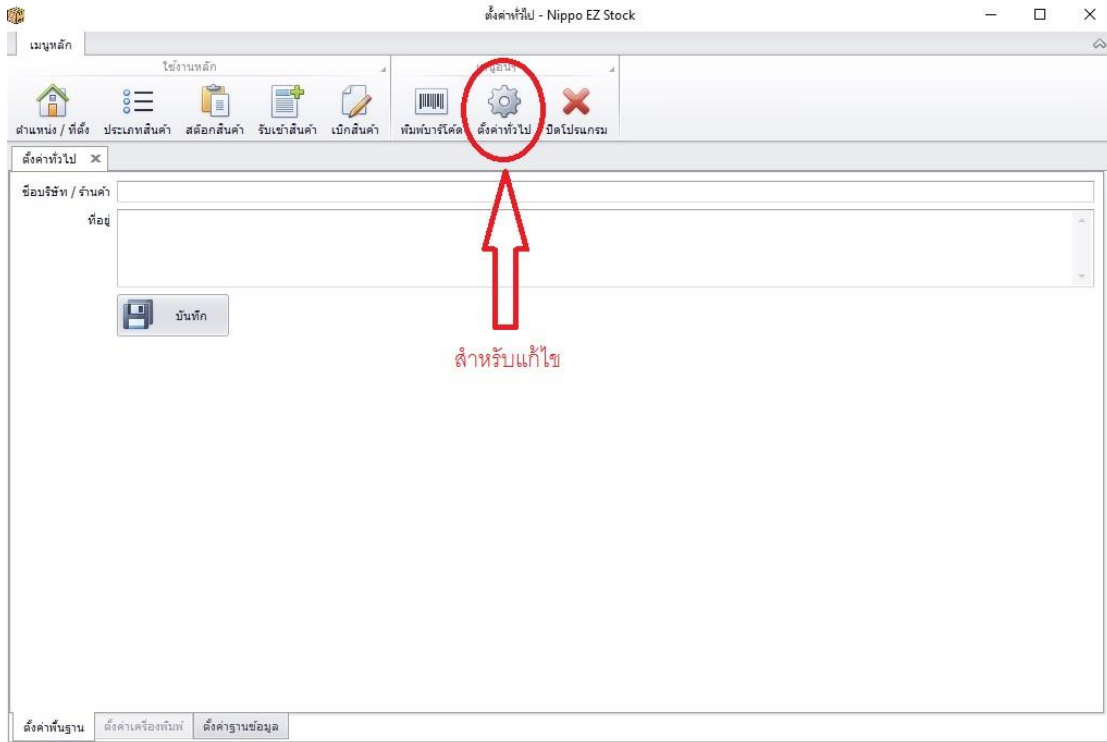 ตั้งค่าทั่วไป - Nippo EZ Stock
เมนูหลัก
ใช้งานหลัก
เมนูอื่นๆ
ตำแหน่ง / ที่ตั้ง ประเภทสินค้า สต๊อกสินค้า รับเข้าสินค้า เบิกสินค้า พิมพ์บาร์โค้ด ตั้งค่าทั่วไป ปิดโปรแกรม
ตั้งค่าทั่วไป
ชื่อบริษัท / ร้านค้า
ที่อยู่
บันทึก
สำหรับแก้ไข
ตั้งค่าพื้นฐาน ตั้งค่าเครื่องพิมพ์ ตั้งค่าฐานข้อมูล